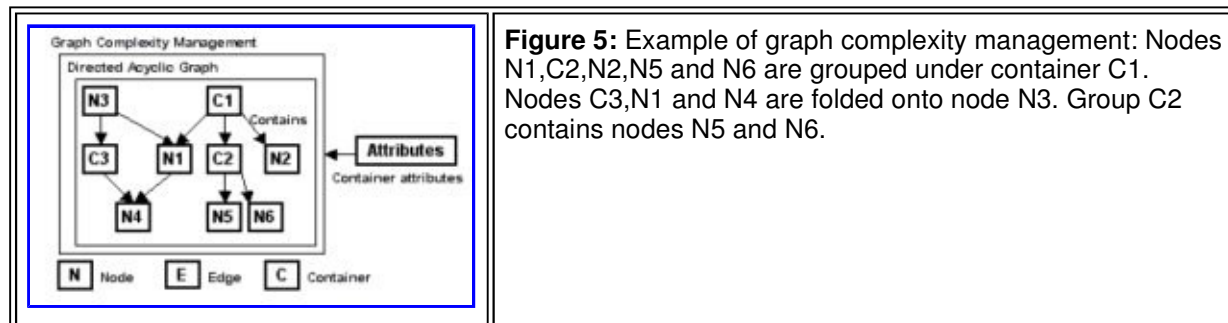 Graph Complexity Management
Directed Acyclic Graph
N3 C1
Contains
C3 N1 C2 N2
Attributes
Container attributes
N4 N5 N6
N Node E Edge C Container
Figure 5: Example of graph complexity management: Nodes
N1,C2,N2,N5 and N6 are grouped under container C1.
Nodes C3,N1 and N4 are folded onto node N3. Group C2
contains nodes N5 and N6.